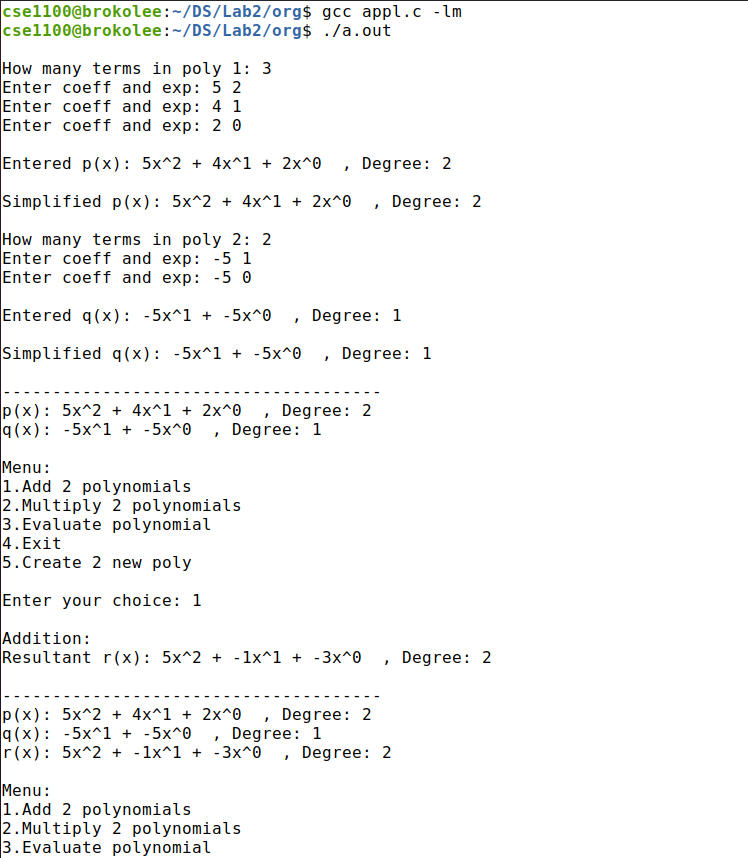 cse1100@brokolee:~/DS/Lab2/org$ gcc appl.c -lm
cse1100@brokolee:~/DS/Lab2/org$ ./a.out
How many terms in poly 1: 3
Enter coeff and exp: 5 2
Enter coeff and exp: 4 1
Enter coeff and exp: 2 0
Entered p(x): 5x^2 + 4x^1 + 2x^0  , Degree: 2
Simplified p(x): 5x^2 + 4x^1 + 2x^0  , Degree: 2
How many terms in poly 2: 2
Enter coeff and exp: -5 1
Enter coeff and exp: -5 0
Entered q(x): -5x^1 + -5x^0  , Degree: 1
Simplified q(x): -5x^1 + -5x^0  , Degree: 1
--------------------------------------
p(x): 5x^2 + 4x^1 + 2x^0  , Degree: 2
q(x): -5x^1 + -5x^0  , Degree: 1
Menu:
1.Add 2 polynomials
2.Multiply 2 polynomials
3.Evaluate polynomial
4.Exit
5.Create 2 new poly
Enter your choice: 1
Addition:
Resultant r(x): 5x^2 + -1x^1 + -3x^0  , Degree: 2
--------------------------------------
p(x): 5x^2 + 4x^1 + 2x^0  , Degree: 2
q(x): -5x^1 + -5x^0  , Degree: 1
r(x): 5x^2 + -1x^1 + -3x^0  , Degree: 2
Menu:
1.Add 2 polynomials
2.Multiply 2 polynomials
3.Evaluate polynomial